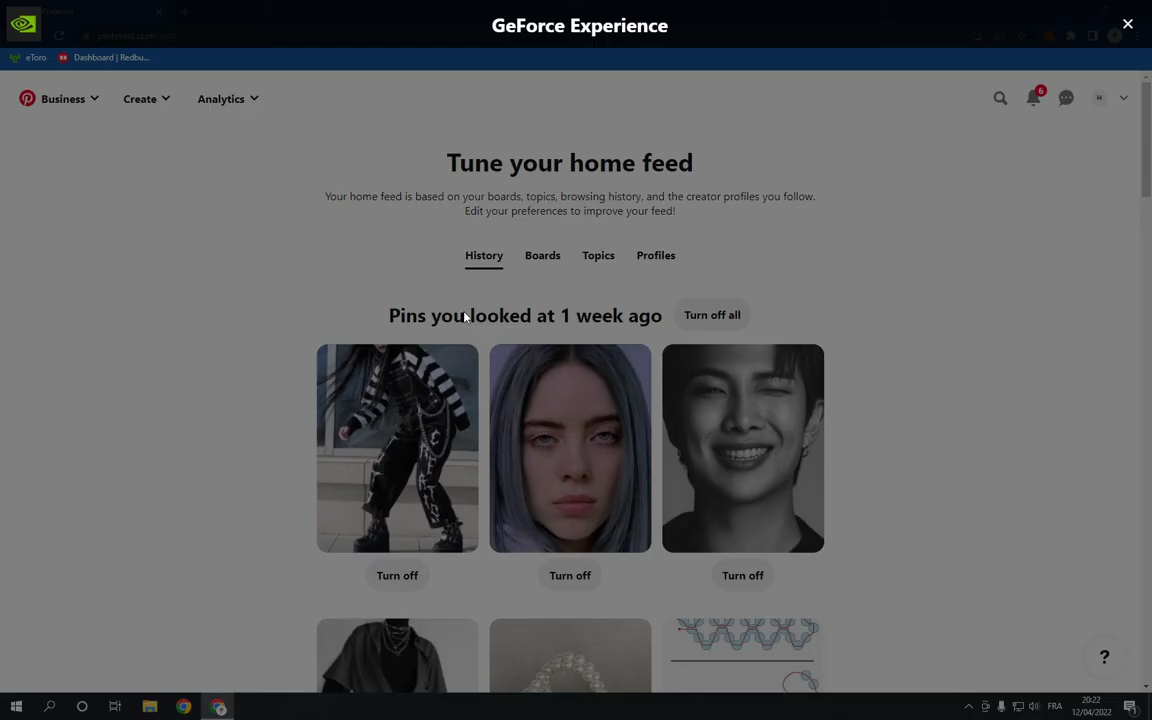 GeForce Experience
Pinterest
pinterest.com
eToro
Dashboard | Redbu...
Business
Create
Analytics
6
H
Tune your home feed
Your home feed is based on your boards, topics, browsing history, and the creator profiles you follow.
Edit your preferences to improve your feed!
History
Boards
Topics
Profiles
Pins you looked at 1 week ago
Turn off all
Turn off
Turn off
Turn off
?
FRA
20:22
12/04/2022